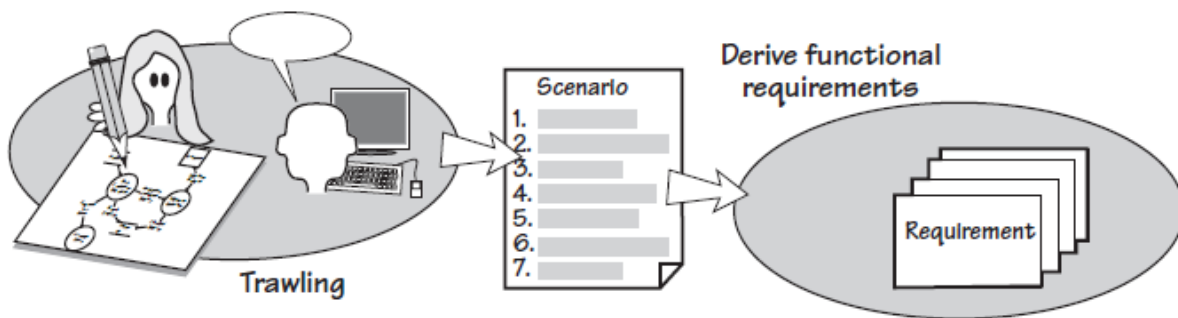 Trawling
Scenario
1.
2.
3.
4.
5.
6.
7.
Derive functional
requirements
Requirement